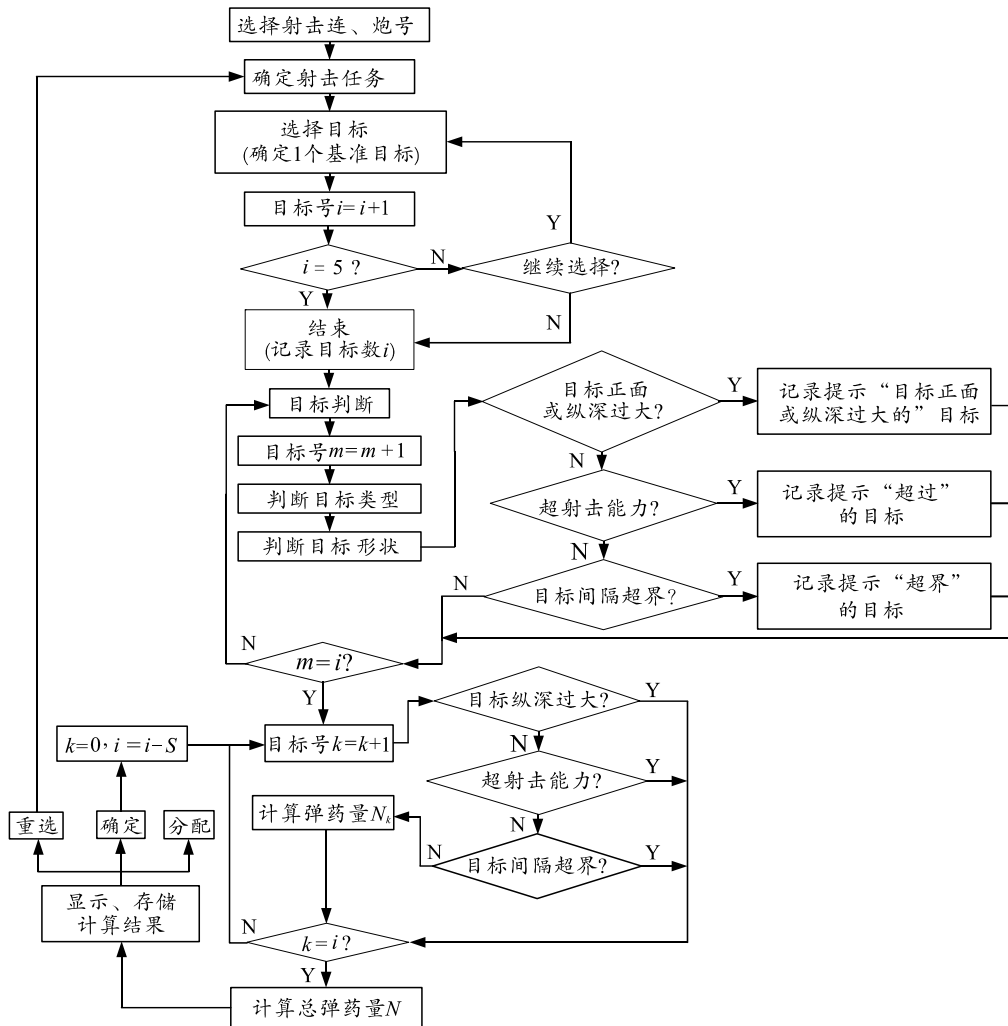 选择射击连、炮号
确定射击任务
选择目标
(确定1个基准目标)
目标号i=i+1
Y
i = 5 ?
N
继续选择?
Y
N
结束
(记录目标数i)
目标正面
或纵深过大?
Y
记录提示“目标正面
或纵深过大的”目标
目标判断
目标号m=m+1
N
判断目标类型
超射击能力?
Y
记录提示“超过”
的目标
判断目标形状
N
N
目标间隔超界?
Y
记录提示“超界”
的目标
N
m=i?
Y
目标纵深过大?
Y
k=0,i=i-S
目标号k=k+1
N
超射击能力?
Y
重选
确定
分配
计算弹药量Nk
N
N
目标间隔超界?
Y
显示、存储
计算结果
N
k=i?
Y
计算总弹药量N